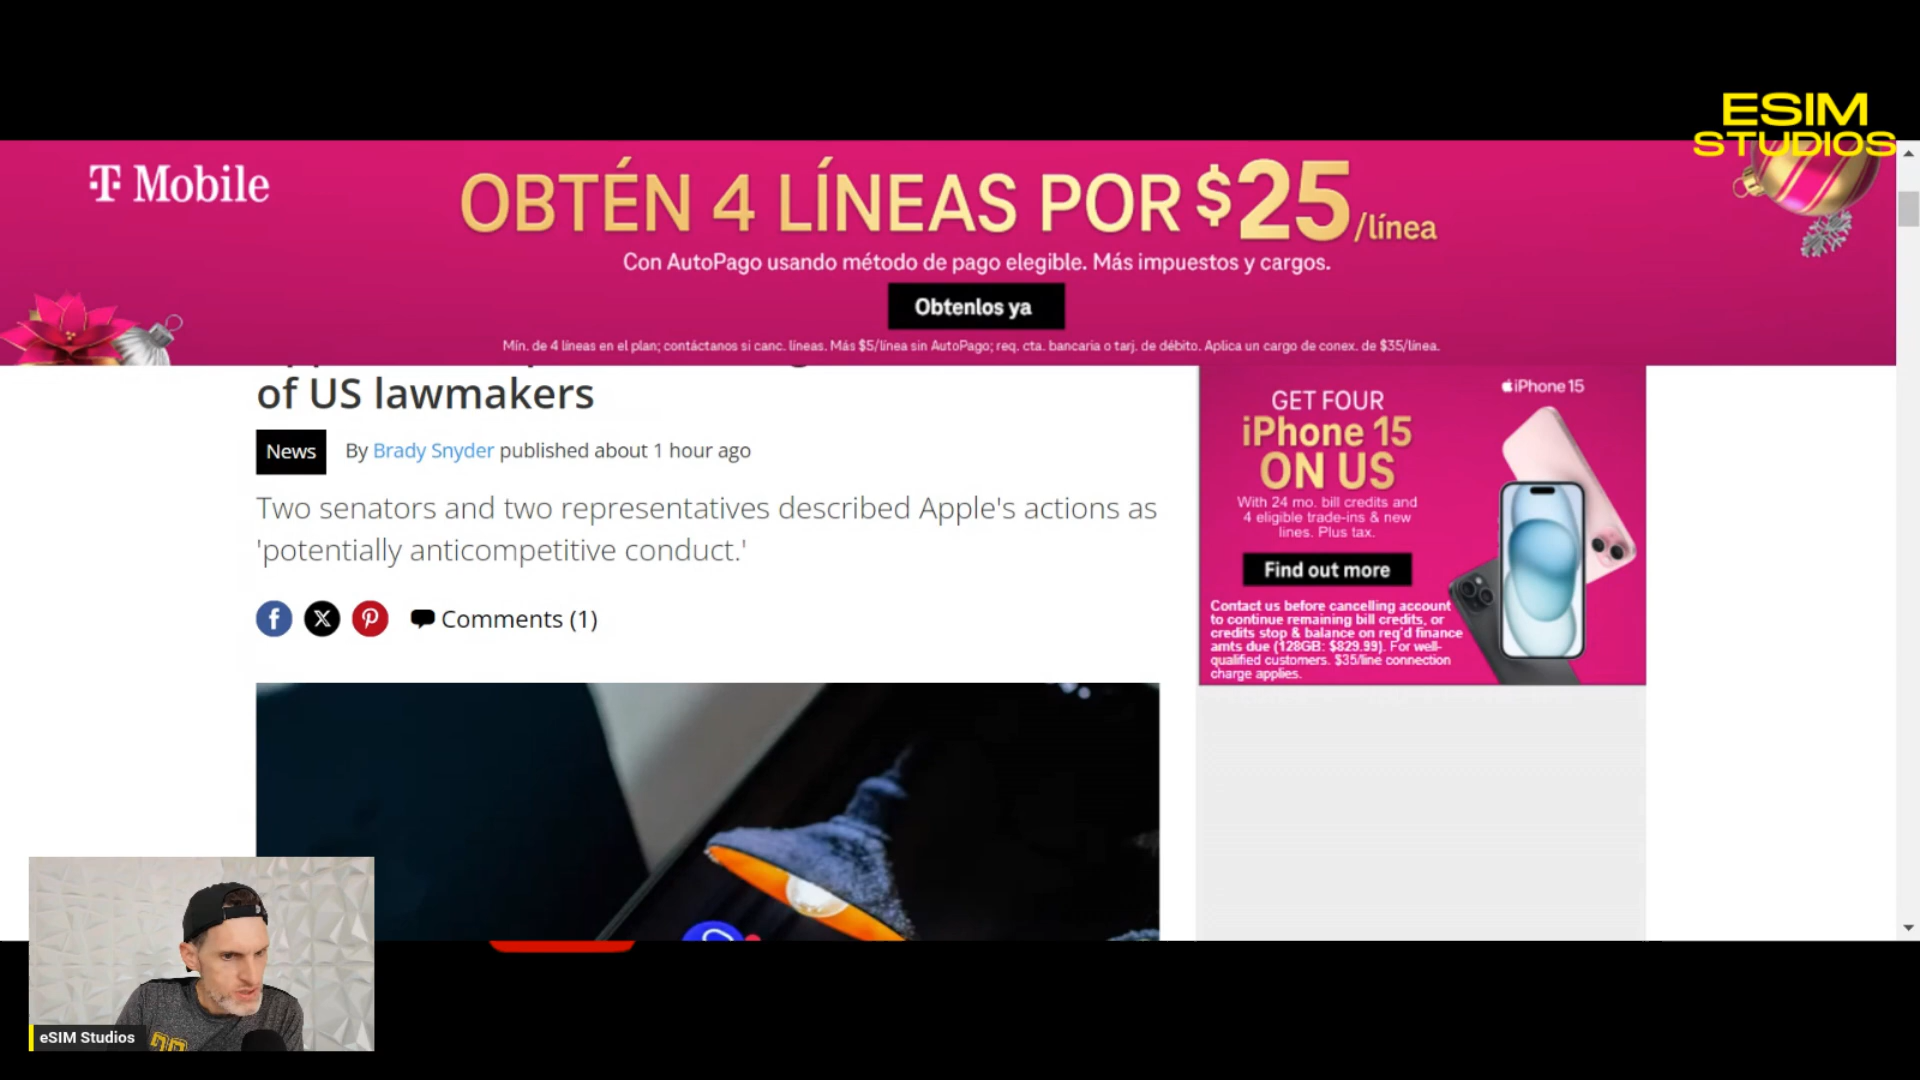 ESIM
STUDIOS
T Mobile
OBTÉN 4 LÍNEAS POR $25/línea
Con AutoPago usando método de pago elegible. Más impuestos y cargos.
Obtenlos ya
Mín. de 4 líneas en el plan; contáctanos si canc. líneas. Más $5/línea sin AutoPago; req. cta. bancaria o tarj. de débito. Aplica un cargo de conex. de $35/línea.
of US lawmakers
News
By Brady Snyder published about 1 hour ago
Two senators and two representatives described Apple's actions as
'potentially anticompetitive conduct.'
Comments (1)
iPhone 15
GET FOUR
iPhone 15
ON US
With 24 mo. bill credits and
4 eligible trade-ins & new
lines. Plus tax.
Find out more
Contact us before cancelling account
to continue remaining bill credits, or
credits stop & balance on req'd finance
amts due (128GB: $829.99). For well-
qualified customers. $35/line connection
charge applies.
eSIM Studios